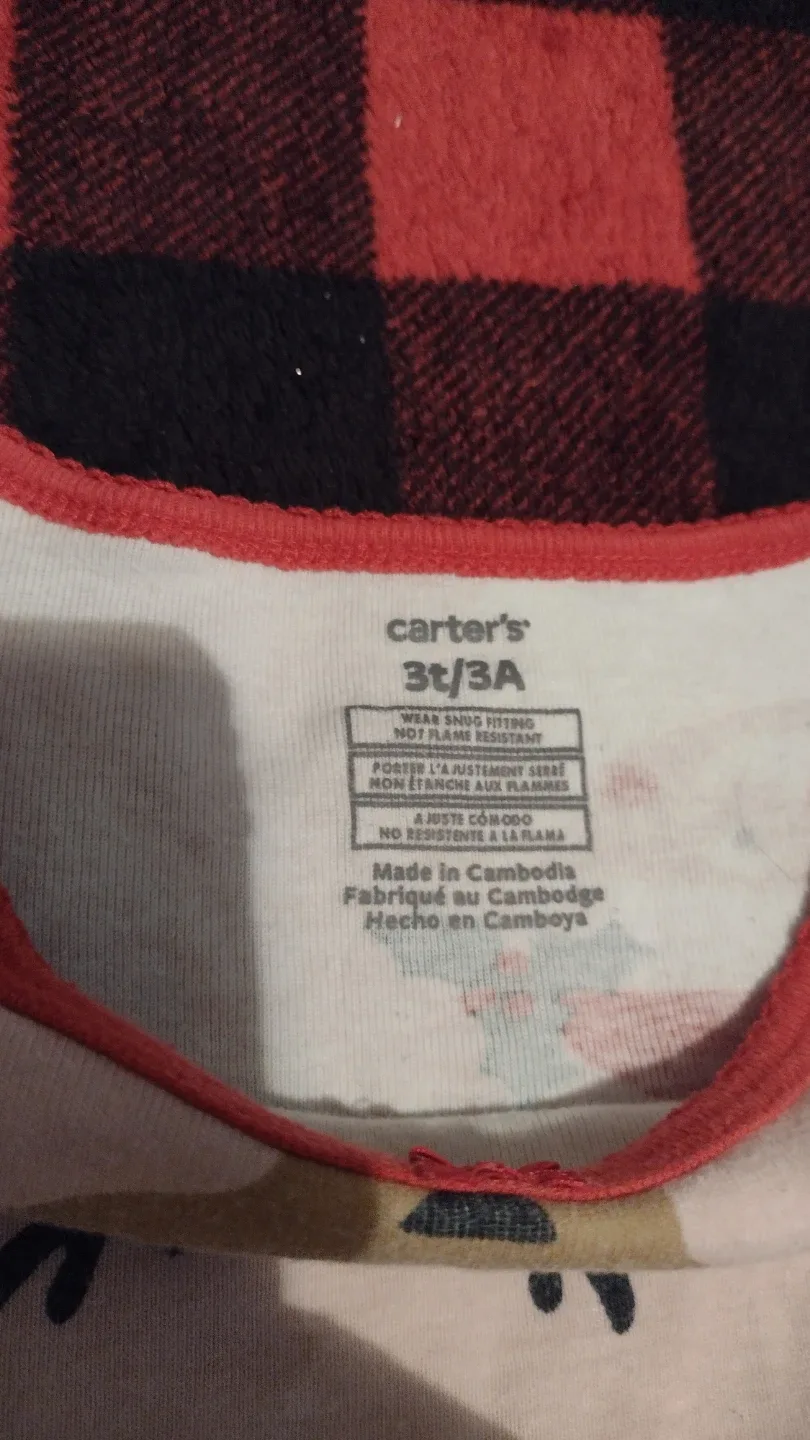 carter's
3t/3A
WEAR SNUG FITTING
NOT FLAME RESISTANT
PORTER L'AJUSTEMENT SERRÉ
NON ÉTANCHE AUX FLAMMES
AJUSTE CÓMODO
NO RESISTENTE A LA FLAMA
Made in Cambodia
Fabriqué au Cambodge
Hecho en Camboya